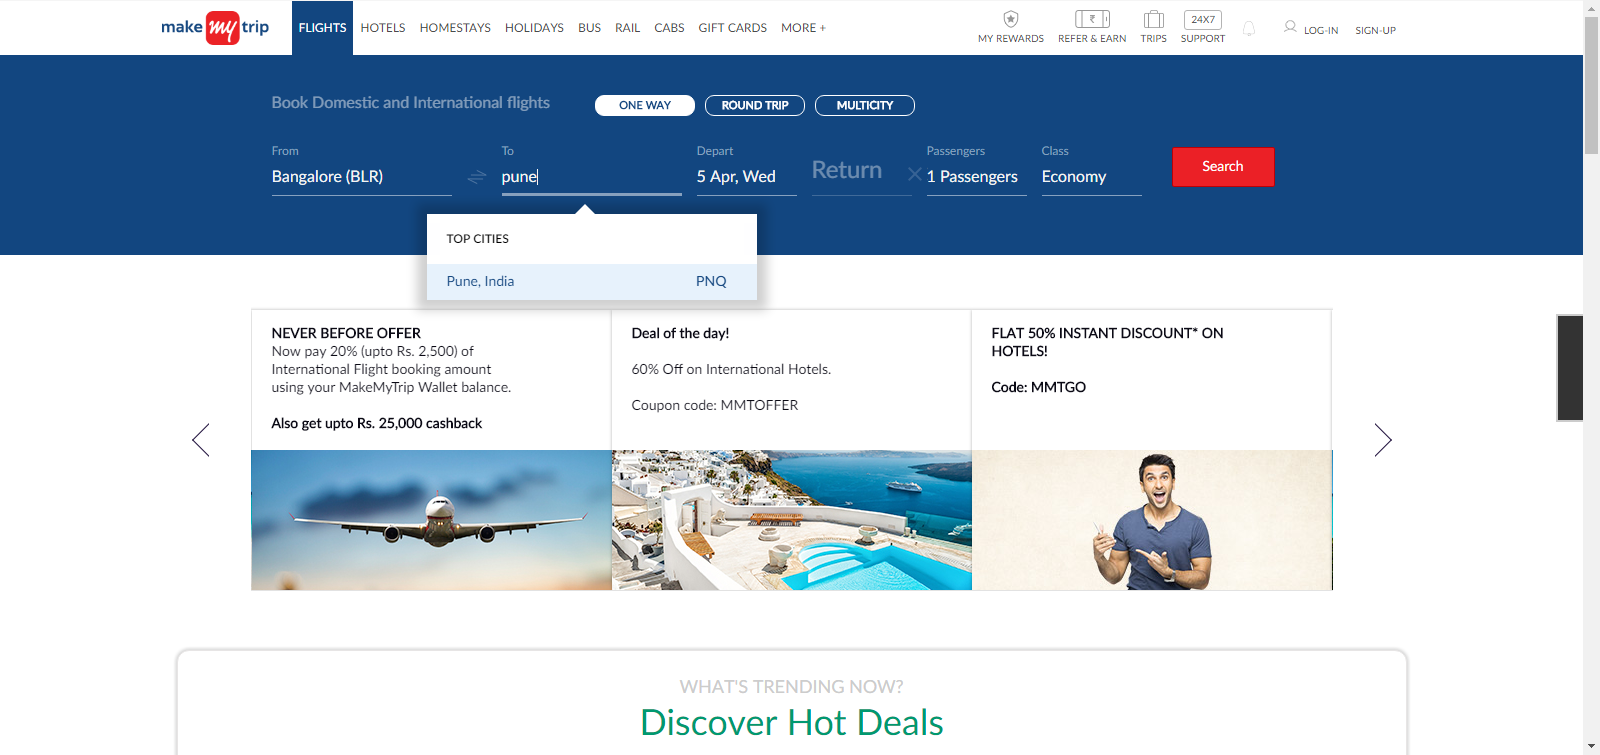 make my trip
FLIGHTS HOTELS HOMESTAYS HOLIDAYS BUS RAIL CABS GIFT CARDS MORE +
MY REWARDS
₹
REFER & EARN
TRIPS
24X7
SUPPORT
LOG-IN
SIGN-UP
Book Domestic and International flights
ONE WAY
ROUND TRIP
MULTICITY
From
Bangalore (BLR)
To
pune
Depart
5 Apr, Wed
Return
Passengers
1 Passengers
Class
Economy
Search
TOP CITIES
Pune, India PNQ
NEVER BEFORE OFFER
Now pay 20% (upto Rs. 2,500) of
International Flight booking amount
using your MakeMyTrip Wallet balance.
Also get upto Rs. 25,000 cashback
Deal of the day!
60% Off on International Hotels.
Coupon code: MMTOFFER
FLAT 50% INSTANT DISCOUNT* ON
HOTELS!
Code: MMTGO
WHAT'S TRENDING NOW?
Discover Hot Deals